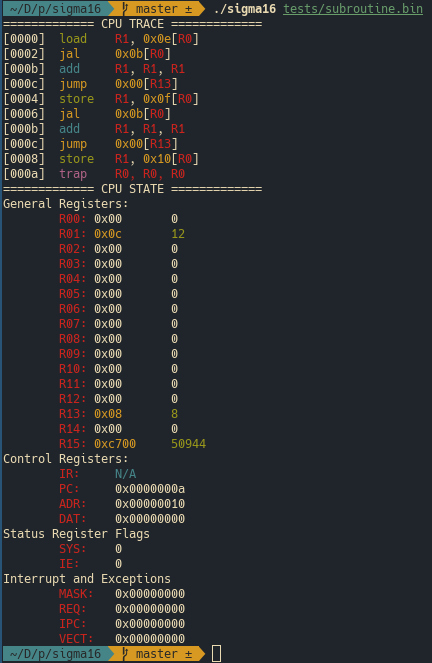 ~/D/p/sigma16 master ± ./sigma16 tests/subroutine.bin
============= CPU TRACE =============
[0000] load R1, 0x0e[R0]
[0002] jal 0x0b[R0]
[000b] add R1, R1, R1
[000c] jump 0x00[R13]
[0004] store R1, 0x0f[R0]
[0006] jal 0x0b[R0]
[000b] add R1, R1, R1
[000c] jump 0x00[R13]
[0008] store R1, 0x10[R0]
[000a] trap R0, R0, R0
============= CPU STATE =============
General Registers:
R00: 0x00 0
R01: 0x0c 12
R02: 0x00 0
R03: 0x00 0
R04: 0x00 0
R05: 0x00 0
R06: 0x00 0
R07: 0x00 0
R08: 0x00 0
R09: 0x00 0
R10: 0x00 0
R11: 0x00 0
R12: 0x00 0
R13: 0x08 8
R14: 0x00 0
R15: 0xc700 50944
Control Registers:
IR: N/A
PC: 0x0000000a
ADR: 0x00000010
DAT: 0x00000000
Status Register Flags
SYS: 0
IE: 0
Interrupt and Exceptions
MASK: 0x00000000
REQ: 0x00000000
IPC: 0x00000000
VECT: 0x00000000
~/D/p/sigma16 master ±